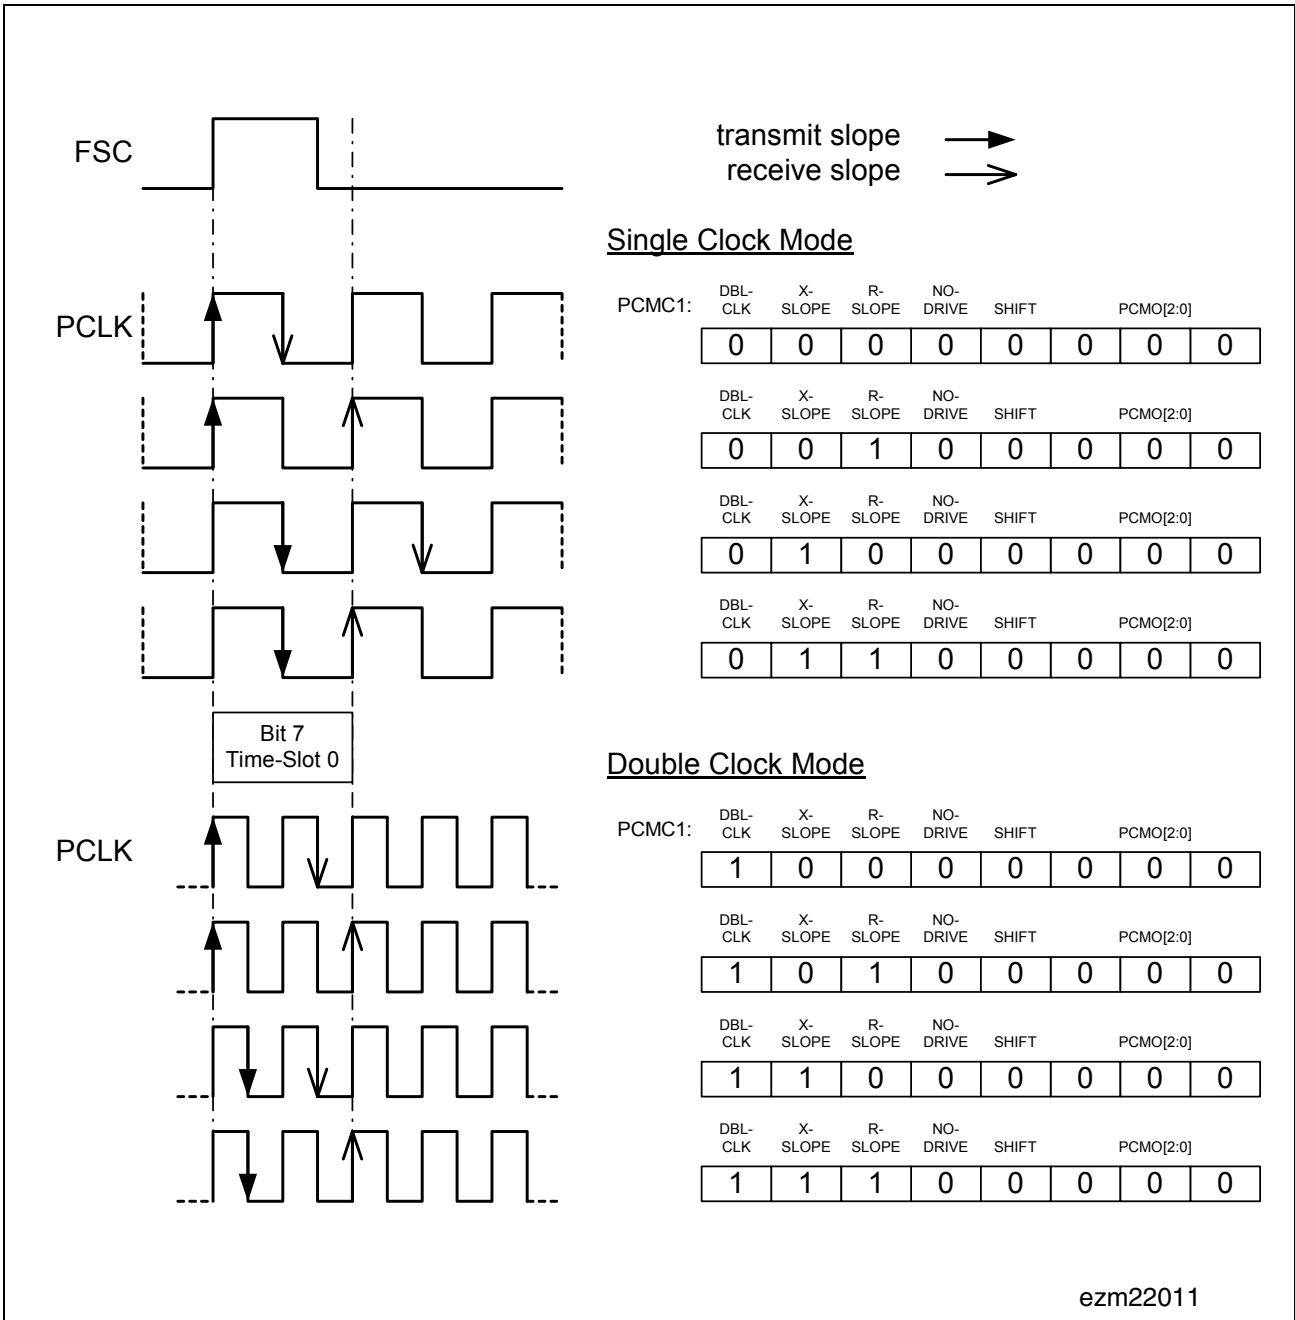 FSC
transmit slope
receive slope
Single Clock Mode
PCLK
PCMC1:
DBL-CLK X-SLOPE R-SLOPE NO-DRIVE SHIFT PCMO[2:0]
0 0 0 0 0 0 0 0
DBL-CLK X-SLOPE R-SLOPE NO-DRIVE SHIFT PCMO[2:0]
0 0 1 0 0 0 0 0
DBL-CLK X-SLOPE R-SLOPE NO-DRIVE SHIFT PCMO[2:0]
0 1 0 0 0 0 0 0
DBL-CLK X-SLOPE R-SLOPE NO-DRIVE SHIFT PCMO[2:0]
0 1 1 0 0 0 0 0
Bit 7
Time-Slot 0
Double Clock Mode
PCLK
PCMC1:
DBL-CLK X-SLOPE R-SLOPE NO-DRIVE SHIFT PCMO[2:0]
1 0 0 0 0 0 0 0
DBL-CLK X-SLOPE R-SLOPE NO-DRIVE SHIFT PCMO[2:0]
1 0 1 0 0 0 0 0
DBL-CLK X-SLOPE R-SLOPE NO-DRIVE SHIFT PCMO[2:0]
1 1 0 0 0 0 0 0
DBL-CLK X-SLOPE R-SLOPE NO-DRIVE SHIFT PCMO[2:0]
1 1 1 0 0 0 0 0
ezm22011